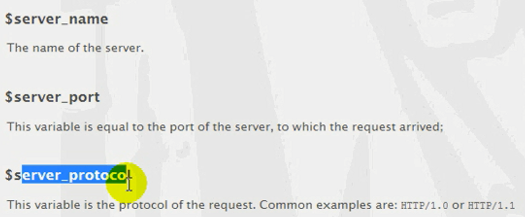 $server_name
The name of the server.
$server_port
This variable is equal to the port of the server, to which the request arrived;
$server_protocol
This variable is the protocol of the request. Common examples are: HTTP/1.0 or HTTP/1.1